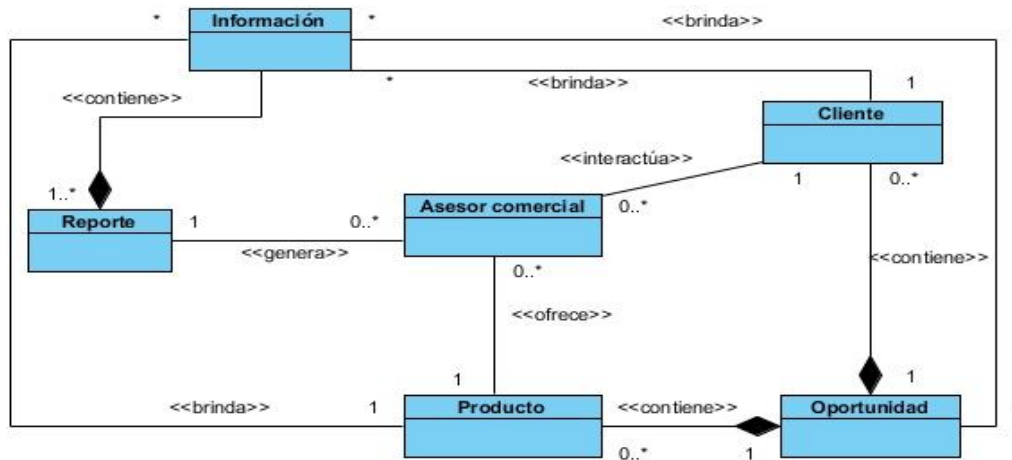 * Información * <<brinda>>
* <<brinda>> 1
<<contiene>>
Cliente
<<interactúa>>
1 0..*
1..*
Reporte 1 0..* Asesor comercial 0..*
<<genera>>
0..* <<contiene>>
<<ofrece>>
1 1
<<brinda>> 1 Producto <<contiene>> Oportunidad
0..* 1